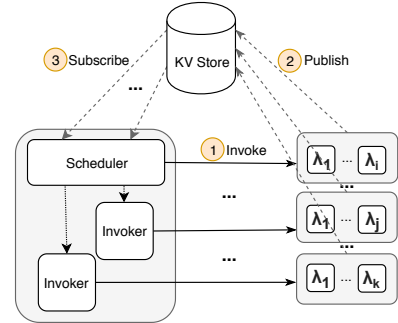 3 Subscribe
KV Store
2 Publish
...
1 Invoke
Scheduler
λ1 ... λi
...
...
Invoker
λ1 ... λj
...
...
Invoker
λ1 ... λk